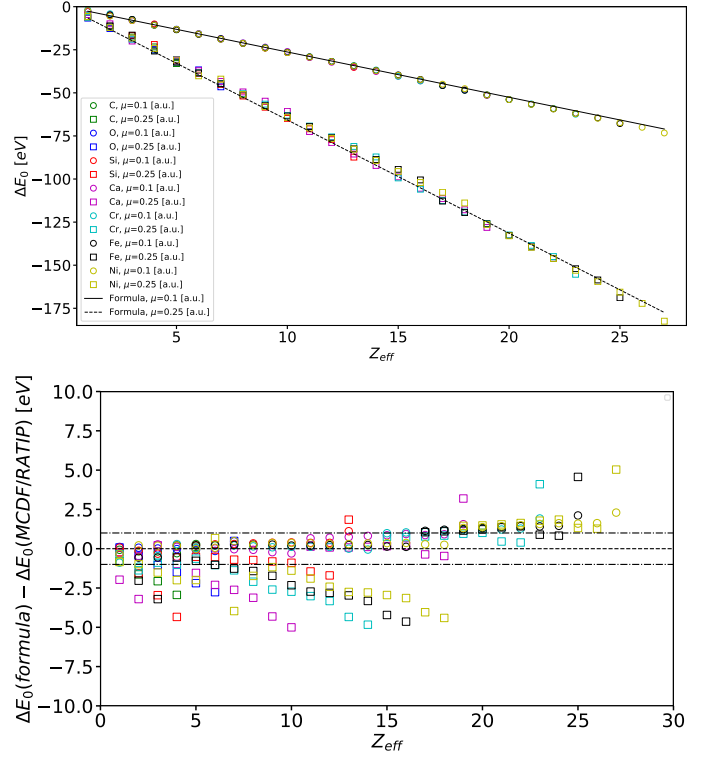 0
−25
−50
−75
−100
−125
−150
−175
ΔE₀ [eV]
C, μ=0.1 [a.u.]
C, μ=0.25 [a.u.]
O, μ=0.1 [a.u.]
O, μ=0.25 [a.u.]
Si, μ=0.1 [a.u.]
Si, μ=0.25 [a.u.]
Ca, μ=0.1 [a.u.]
Ca, μ=0.25 [a.u.]
Cr, μ=0.1 [a.u.]
Cr, μ=0.25 [a.u.]
Fe, μ=0.1 [a.u.]
Fe, μ=0.25 [a.u.]
Ni, μ=0.1 [a.u.]
Ni, μ=0.25 [a.u.]
Formula, μ=0.1 [a.u.]
Formula, μ=0.25 [a.u.]
5 10 15 20 25
Z_eff
10.0
7.5
5.0
2.5
0.0
−2.5
−5.0
−7.5
−10.0
ΔE₀(formula) − ΔE₀(MCDF/RATIP) [eV]
0 5 10 15 20 25 30
Z_eff